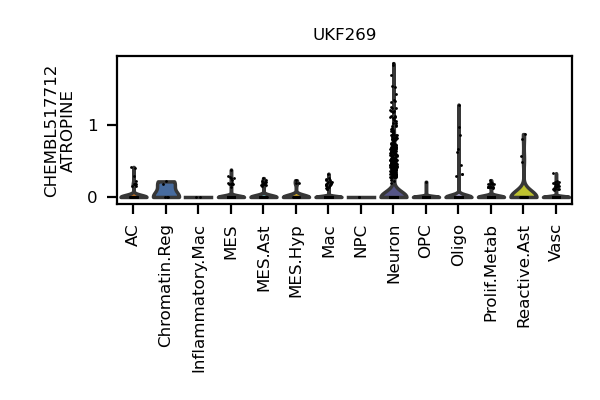 UKF269
CHEMBL517712
ATROPINE
1
0
AC
Chromatin.Reg
Inflammatory.Mac
MES
MES.Ast
MES.Hyp
Mac
NPC
Neuron
OPC
Oligo
Prolif.Metab
Reactive.Ast
Vasc